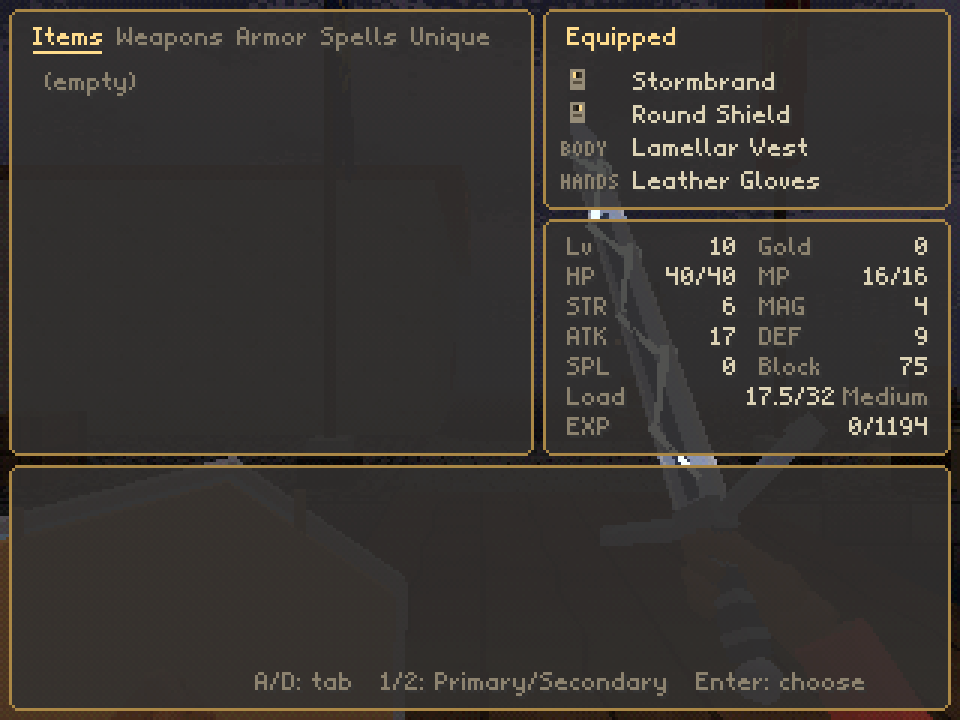 Items Weapons Armor Spells Unique
(empty)
Equipped
Stormbrand
Round Shield
BODY Lamellar Vest
HANDS Leather Gloves
Lv 10 Gold 0
HP 40/40 MP 16/16
STR 6 MAG 4
ATK 17 DEF 9
SPL 0 Block 75
Load 17.5/32 Medium
EXP 0/1194
A/D: tab 1/2: Primary/Secondary Enter: choose